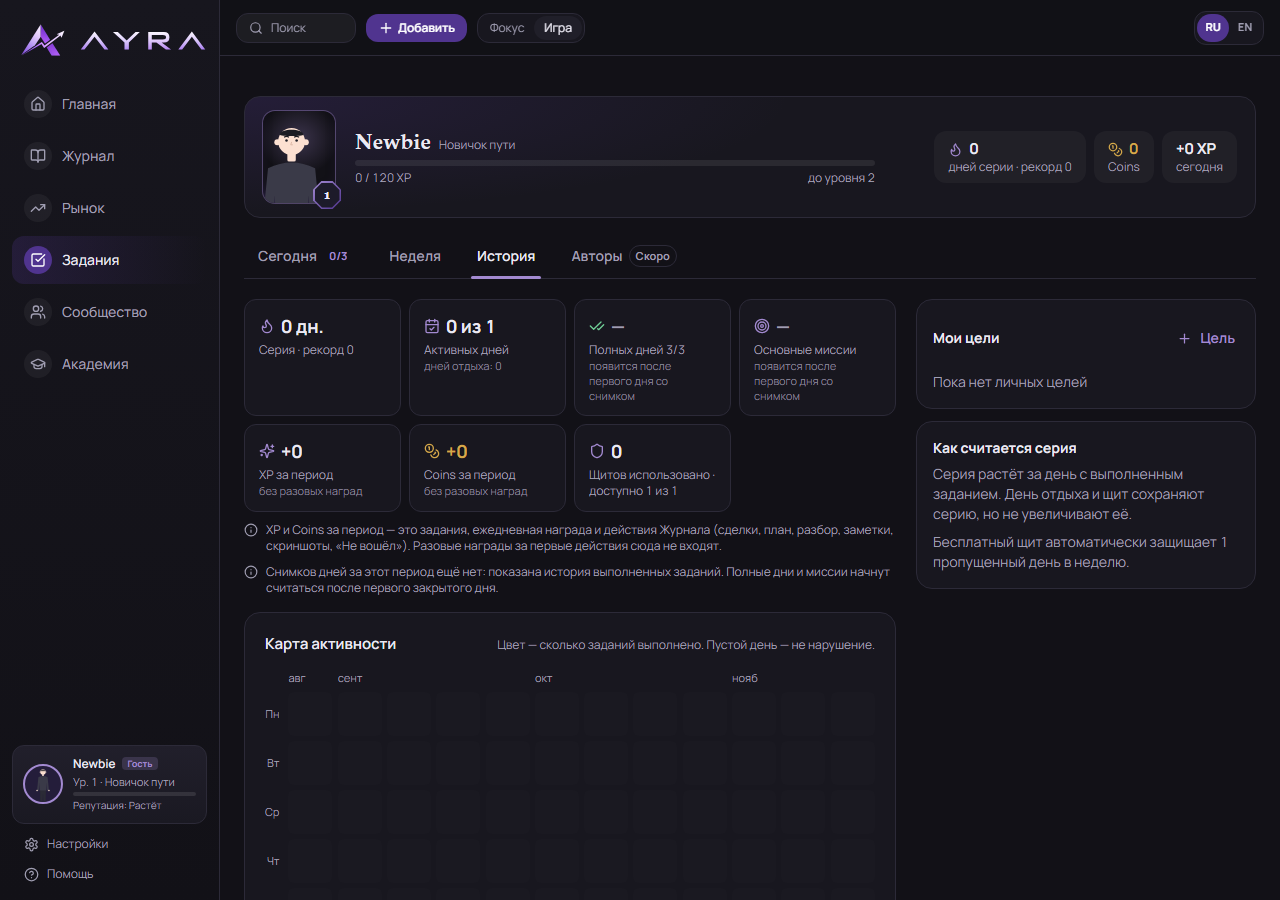 AYRA
Поиск
Добавить
Фокус
Игра
RU
EN
Главная
Журнал
Рынок
Задания
Сообщество
Академия
Newbie Новичок пути
0 / 120 XP
до уровня 2
1
0
дней серии · рекорд 0
0
Coins
+0 XP
сегодня
Сегодня 0/3
Неделя
История
Авторы Скоро
0 дн.
Серия · рекорд 0
0 из 1
Активных дней
дней отдыха: 0
—
Полных дней 3/3
появится после
первого дня со
снимком
—
Основные миссии
появится после
первого дня со
снимком
+0
XP за период
без разовых наград
+0
Coins за период
без разовых наград
0
Щитов использовано ·
доступно 1 из 1
XP и Coins за период — это задания, ежедневная награда и действия Журнала (сделки, план, разбор, заметки,
скриншоты, «Не вошёл»). Разовые награды за первые действия сюда не входят.
Снимков дней за этот период ещё нет: показана история выполненных заданий. Полные дни и миссии начнут
считаться после первого закрытого дня.
Карта активности
Цвет — сколько заданий выполнено. Пустой день — не нарушение.
авг
сент
окт
нояб
Пн
Вт
Ср
Чт
Мои цели
+ Цель
Пока нет личных целей
Как считается серия
Серия растёт за день с выполненным
заданием. День отдыха и щит сохраняют
серию, но не увеличивают её.
Бесплатный щит автоматически защищает 1
пропущенный день в неделю.
Newbie Гость
Ур. 1 · Новичок пути
Репутация: Растёт
Настройки
Помощь